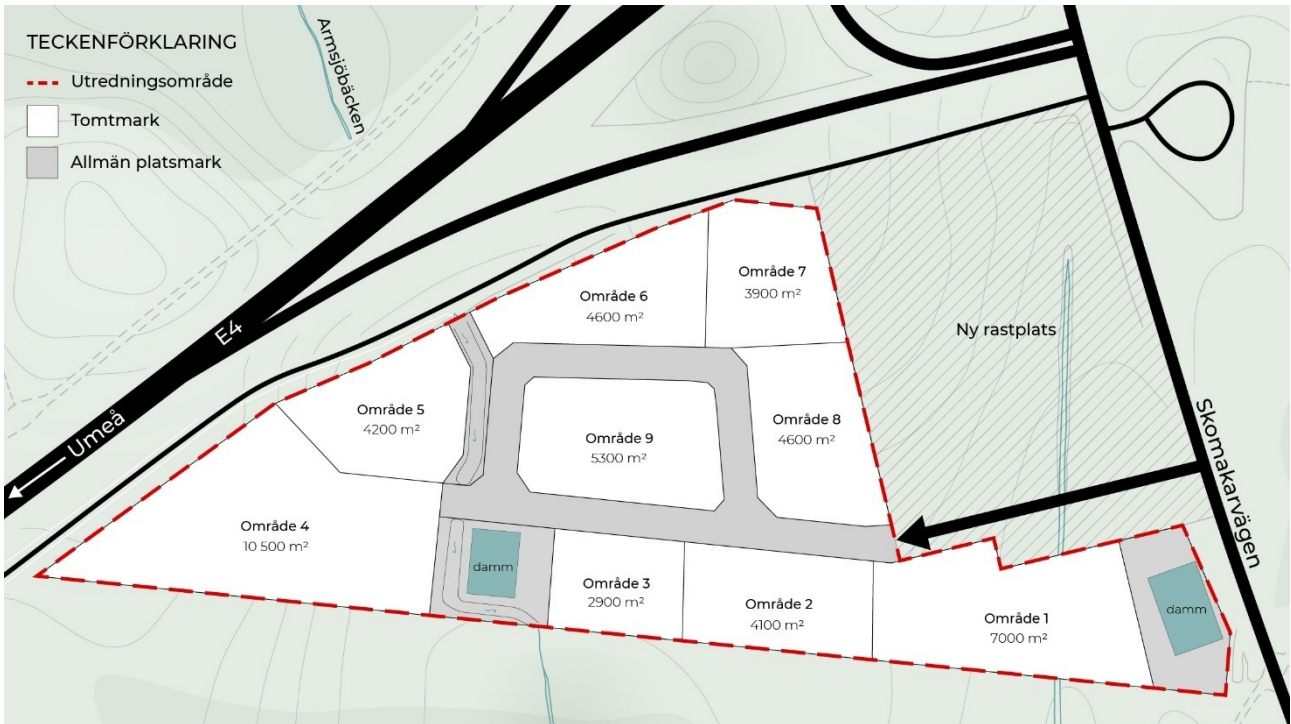 TECKENFÖRKLARING
Utredningsområde
Tomtmark
Allmän platsmark
Armsjöbäcken
E4
Umeå
Område 7
3900 m²
Område 6
4600 m²
Ny rastplats
Område 5
4200 m²
Område 8
4600 m²
Område 9
5300 m²
Skomakarvägen
Område 4
10 500 m²
damm
Område 3
2900 m²
Område 2
4100 m²
Område 1
7000 m²
damm